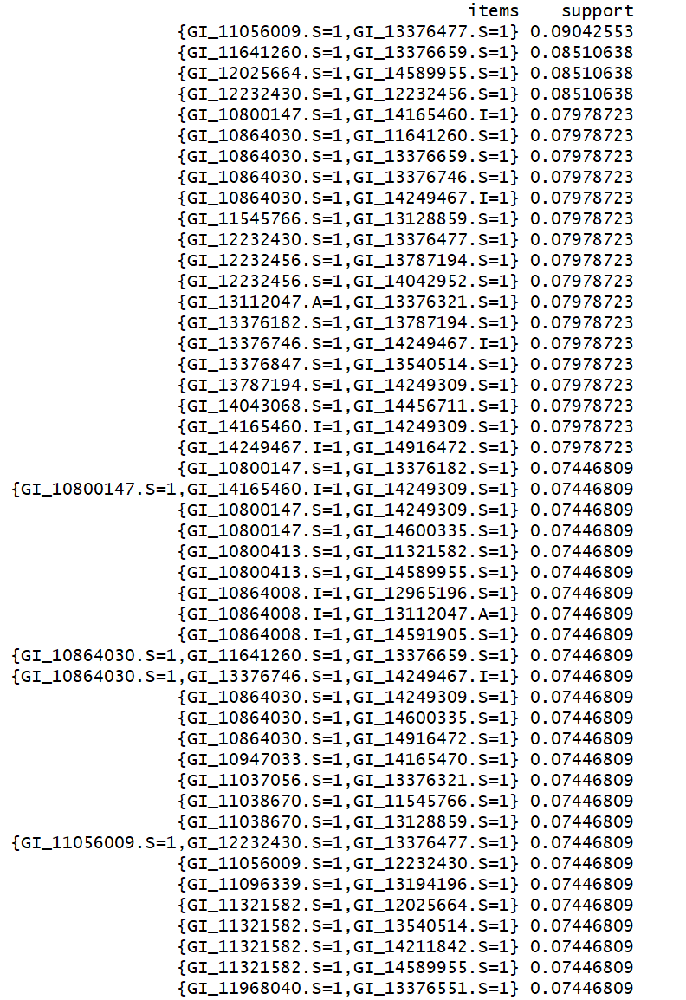 items support
{GI_11056009.S=1,GI_13376477.S=1} 0.09042553
{GI_11641260.S=1,GI_13376659.S=1} 0.08510638
{GI_12025664.S=1,GI_14589955.S=1} 0.08510638
{GI_12232430.S=1,GI_12232456.S=1} 0.08510638
{GI_10800147.S=1,GI_14165460.I=1} 0.07978723
{GI_10864030.S=1,GI_11641260.S=1} 0.07978723
{GI_10864030.S=1,GI_13376659.S=1} 0.07978723
{GI_10864030.S=1,GI_13376746.S=1} 0.07978723
{GI_10864030.S=1,GI_14249467.I=1} 0.07978723
{GI_11545766.S=1,GI_13128859.S=1} 0.07978723
{GI_12232430.S=1,GI_13376477.S=1} 0.07978723
{GI_12232456.S=1,GI_13787194.S=1} 0.07978723
{GI_12232456.S=1,GI_14042952.S=1} 0.07978723
{GI_13112047.A=1,GI_13376321.S=1} 0.07978723
{GI_13376182.S=1,GI_13787194.S=1} 0.07978723
{GI_13376746.S=1,GI_14249467.I=1} 0.07978723
{GI_13376847.S=1,GI_13540514.S=1} 0.07978723
{GI_13787194.S=1,GI_14249309.S=1} 0.07978723
{GI_14043068.S=1,GI_14456711.S=1} 0.07978723
{GI_14165460.I=1,GI_14249309.S=1} 0.07978723
{GI_14249467.I=1,GI_14916472.S=1} 0.07978723
{GI_10800147.S=1,GI_13376182.S=1} 0.07446809
{GI_10800147.S=1,GI_14165460.I=1,GI_14249309.S=1} 0.07446809
{GI_10800147.S=1,GI_14249309.S=1} 0.07446809
{GI_10800147.S=1,GI_14600335.S=1} 0.07446809
{GI_10800413.S=1,GI_11321582.S=1} 0.07446809
{GI_10800413.S=1,GI_14589955.S=1} 0.07446809
{GI_10864008.I=1,GI_12965196.S=1} 0.07446809
{GI_10864008.I=1,GI_13112047.A=1} 0.07446809
{GI_10864008.I=1,GI_14591905.S=1} 0.07446809
{GI_10864030.S=1,GI_11641260.S=1,GI_13376659.S=1} 0.07446809
{GI_10864030.S=1,GI_13376746.S=1,GI_14249467.I=1} 0.07446809
{GI_10864030.S=1,GI_14249309.S=1} 0.07446809
{GI_10864030.S=1,GI_14600335.S=1} 0.07446809
{GI_10864030.S=1,GI_14916472.S=1} 0.07446809
{GI_10947033.S=1,GI_14165470.S=1} 0.07446809
{GI_11037056.S=1,GI_13376321.S=1} 0.07446809
{GI_11038670.S=1,GI_11545766.S=1} 0.07446809
{GI_11038670.S=1,GI_13128859.S=1} 0.07446809
{GI_11056009.S=1,GI_12232430.S=1,GI_13376477.S=1} 0.07446809
{GI_11056009.S=1,GI_12232430.S=1} 0.07446809
{GI_11096339.S=1,GI_13194196.S=1} 0.07446809
{GI_11321582.S=1,GI_12025664.S=1} 0.07446809
{GI_11321582.S=1,GI_13540514.S=1} 0.07446809
{GI_11321582.S=1,GI_14211842.S=1} 0.07446809
{GI_11321582.S=1,GI_14589955.S=1} 0.07446809
{GI_11968040.S=1,GI_13376551.S=1} 0.07446809